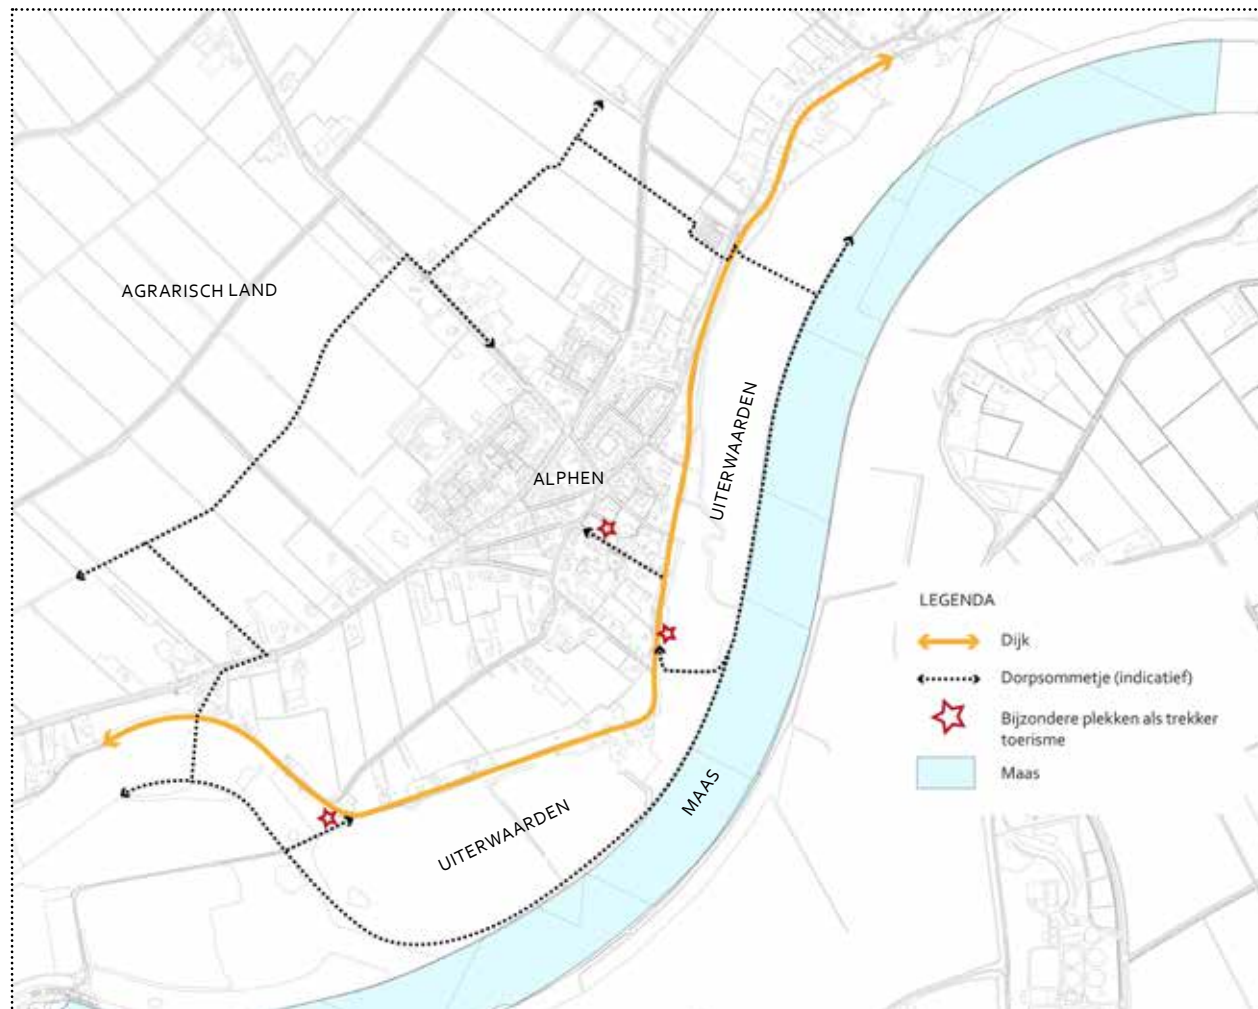 AGRARISCH LAND
ALPHEN
UITERWAARDEN
UITERWAARDEN
MAAS
LEGENDA
Dijk
Dorpsommetje (indicatief)
Bijzondere plekken als trekker
toerisme
Maas